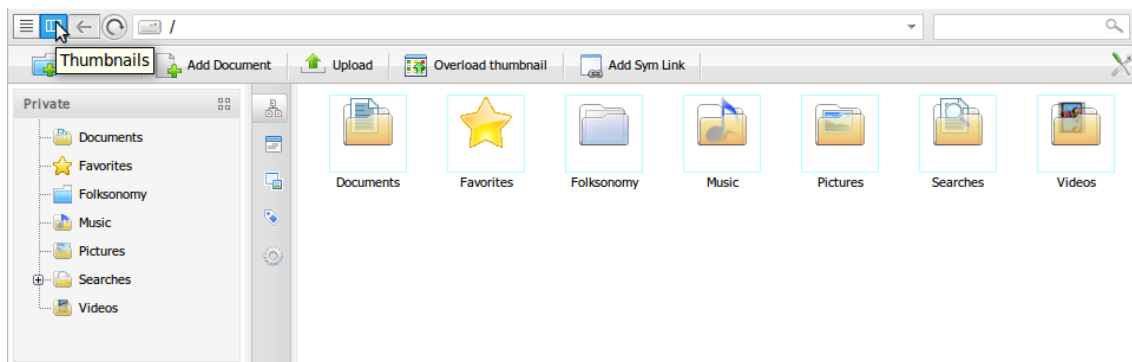 /
Thumbnails
Add Document
Upload
Overload thumbnail
Add Sym Link
Private
Documents
Favorites
Folksonomy
Music
Pictures
Searches
Videos
Documents Favorites Folksonomy Music Pictures Searches Videos